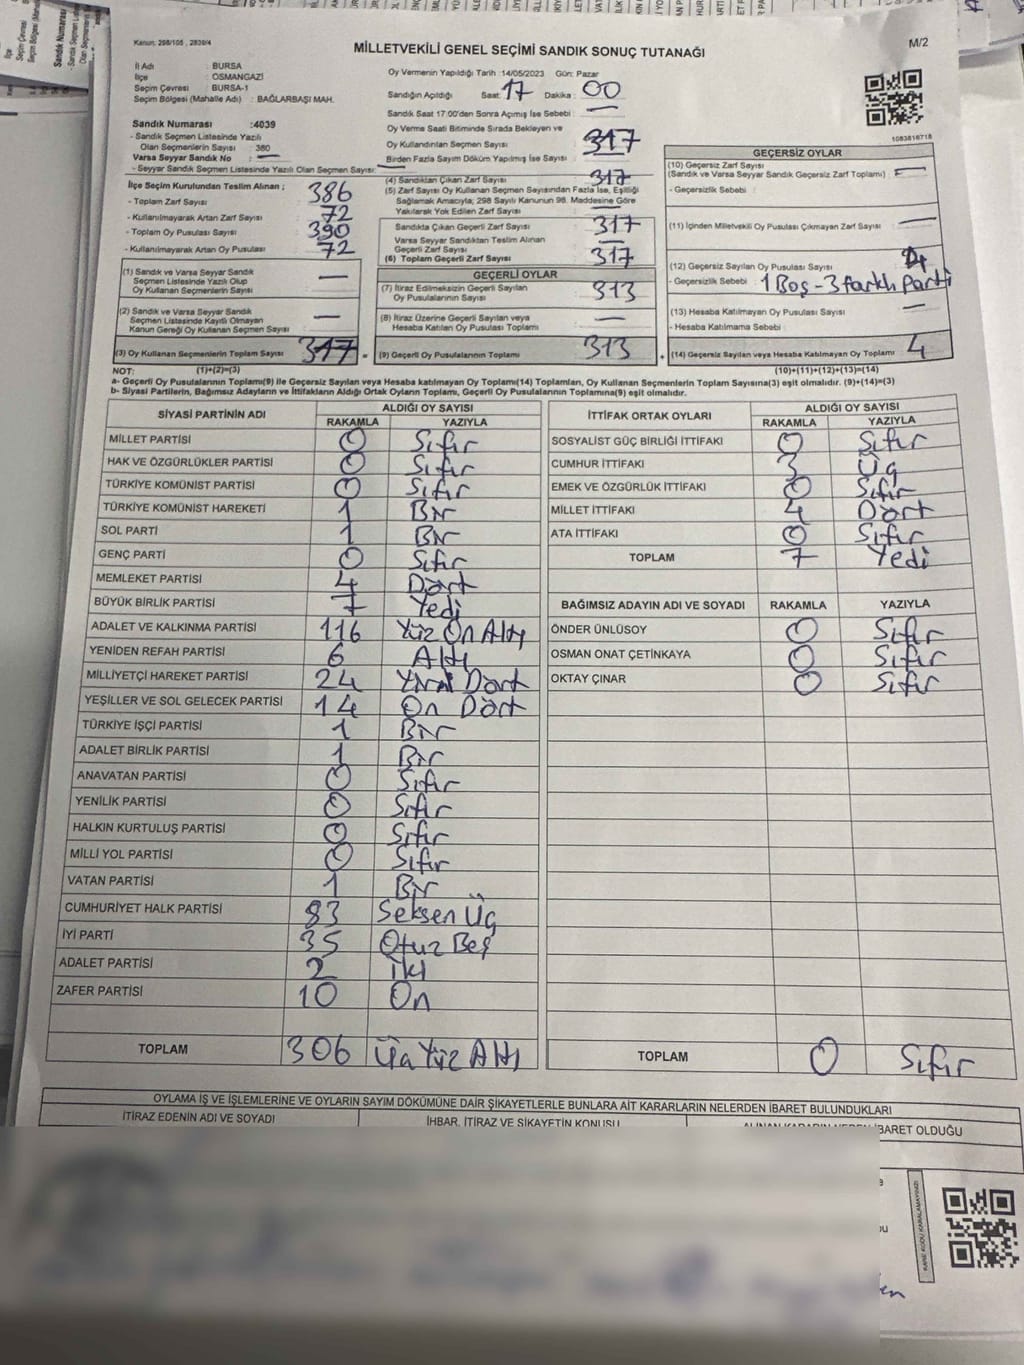 Kanun: 298/105 , 2839/4
MİLLETVEKİLİ GENEL SEÇİMİ SANDIK SONUÇ TUTANAĞI
M/2
İl Adı : BURSA
İlçe : OSMANGAZİ
Seçim Çevresi : BURSA-1
Seçim Bölgesi (Mahalle Adı) : BAĞLARBAŞI MAH.
Sandık Numarası :4039
- Sandık Seçmen Listesinde Yazılı
Olan Seçmenlerin Sayısı : 380
Varsa Seyyar Sandık No : —
- Seyyar Sandık Seçmen Listesinde Yazılı Olan Seçmen Sayısı: —
İlçe Seçim Kurulundan Teslim Alınan ;
- Toplam Zarf Sayısı : 386
- Kullanılmayarak Artan Zarf Sayısı : 72
- Toplam Oy Pusulası Sayısı : 390
- Kullanılmayarak Artan Oy Pusulası : 72
(1) Sandık ve Varsa Seyyar Sandık
Seçmen Listesinde Yazılı Olup
Oy Kullanan Seçmenlerin Sayısı —
(2) Sandık ve Varsa Seyyar Sandık
Seçmen Listesinde Kayıtlı Olmayan
Kanun Gereği Oy Kullanan Seçmen Sayısı —
(3) Oy Kullanan Seçmenlerin Toplam Sayısı 317 =
Oy Vermenin Yapıldığı Tarih :14/05/2023 Gün: Pazar
Sandığın Açıldığı Saat: 17 Dakika : 00
Sandık Saat 17:00'den Sonra Açımış İse Sebebi : —
Oy Verme Saati Bitiminde Sırada Bekleyen ve
Oy Kullandırılan Seçmen Sayısı : 317
Birden Fazla Sayım Döküm Yapılmış İse Sayısı : —
(4) Sandıktan Çıkan Zarf Sayısı : 317
(5) Zarf Sayısı Oy Kullanan Seçmen Sayısından Fazla İse, Eşitliği
Sağlamak Amacıyla; 298 Sayılı Kanunun 98. Maddesine Göre
Yakılarak Yok Edilen Zarf Sayısı : —
Sandıkta Çıkan Geçerli Zarf Sayısı : 317
Varsa Seyyar Sandıktan Teslim Alınan
Geçerli Zarf Sayısı : —
(6) Toplam Geçerli Zarf Sayısı : 317
GEÇERLİ OYLAR
(7) İtiraz Edilmeksizin Geçerli Sayılan
Oy Pusulalarının Sayısı : 313
(8) İtiraz Üzerine Geçerli Sayılan veya
Hesaba Katılan Oy Pusulası Toplamı : —
(9) Geçerli Oy Pusulalarının Toplamı : 313 +
1083816718
GEÇERSİZ OYLAR
(10) Geçersiz Zarf Sayısı
(Sandık ve Varsa Seyyar Sandık Geçersiz Zarf Toplamı) : —
- Geçersizlik Sebebi :
(11) İçinden Milletvekili Oy Pusulası Çıkmayan Zarf Sayısı : —
(12) Geçersiz Sayılan Oy Pusulası Sayısı : 4
- Geçersizlik Sebebi : 1 Boş - 3 farklı parti
(13) Hesaba Katılmayan Oy Pusulası Sayısı : —
- Hesaba Katılmama Sebebi :
(14) Geçersiz Sayılan veya Hesaba Katılmayan Oy Toplamı : 4
NOT: (1)+(2)=(3) (10)+(11)+(12)+(13)=(14)
a- Geçerli Oy Pusulalarının Toplamı(9) ile Geçersiz Sayılan veya Hesaba katılmayan Oy Toplamı(14) Toplamları, Oy Kullanan Seçmenlerin Toplam Sayısına(3) eşit olmalıdır. (9)+(14)=(3)
b- Siyasi Partilerin, Bağımsız Adayların ve İttifakların Aldığı Ortak Oyların Toplamı, Geçerli Oy Pusulalarının Toplamına(9) eşit olmalıdır.
SİYASİ PARTİNİN ADI ALDIĞI OY SAYISI
RAKAMLA YAZIYLA
MİLLET PARTİSİ 0 Sıfır
HAK VE ÖZGÜRLÜKLER PARTİSİ 0 Sıfır
TÜRKİYE KOMÜNİST PARTİSİ 0 Sıfır
TÜRKİYE KOMÜNİST HAREKETİ 1 Bir
SOL PARTİ 1 Bir
GENÇ PARTİ 0 Sıfır
MEMLEKET PARTİSİ 4 Dört
BÜYÜK BİRLİK PARTİSİ 7 Yedi
ADALET VE KALKINMA PARTİSİ 116 Yüz On Altı
YENİDEN REFAH PARTİSİ 6 Altı
MİLLİYETÇİ HAREKET PARTİSİ 24 Yirmi Dört
YEŞİLLER VE SOL GELECEK PARTİSİ 14 On Dört
TÜRKİYE İŞÇİ PARTİSİ 1 Bir
ADALET BİRLİK PARTİSİ 1 Bir
ANAVATAN PARTİSİ 0 Sıfır
YENİLİK PARTİSİ 0 Sıfır
HALKIN KURTULUŞ PARTİSİ 0 Sıfır
MİLLİ YOL PARTİSİ 0 Sıfır
VATAN PARTİSİ 1 Bir
CUMHURİYET HALK PARTİSİ 83 Seksen Üç
İYİ PARTİ 35 Otuz Beş
ADALET PARTİSİ 2 İki
ZAFER PARTİSİ 10 On
TOPLAM 306 Üç Yüz Altı
İTTİFAK ORTAK OYLARI ALDIĞI OY SAYISI
RAKAMLA YAZIYLA
SOSYALİST GÜÇ BİRLİĞİ İTTİFAKI 0 Sıfır
CUMHUR İTTİFAKI 3 Üç
EMEK VE ÖZGÜRLÜK İTTİFAKI 0 Sıfır
MİLLET İTTİFAKI 4 Dört
ATA İTTİFAKI 0 Sıfır
TOPLAM 7 Yedi
BAĞIMSIZ ADAYIN ADI VE SOYADI RAKAMLA YAZIYLA
ÖNDER ÜNLÜSOY 0 Sıfır
OSMAN ONAT ÇETİNKAYA 0 Sıfır
OKTAY ÇINAR 0 Sıfır
TOPLAM 0 Sıfır
OYLAMA İŞ VE İŞLEMLERİNE VE OYLARIN SAYIM DÖKÜMÜNE DAİR ŞİKAYETLERLE BUNLARA AİT KARARLARIN NELERDEN İBARET BULUNDUKLARI
İTİRAZ EDENİN ADI VE SOYADI
İHBAR, İTİRAZ VE ŞİKAYETİN KONUSU
İBARET OLDUĞU